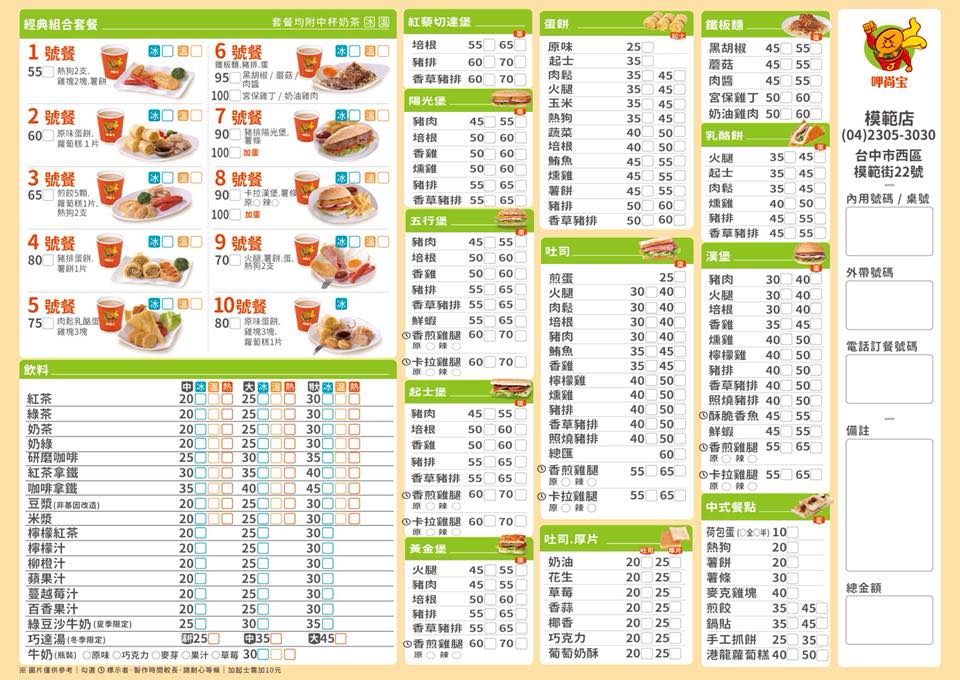 經典組合套餐 套餐均附中杯奶茶 冰 溫
1 號餐 冰 溫
55 熱狗2支.
雞塊2塊.薯餅
2 號餐 冰 溫
60 原味蛋餅.
蘿蔔糕1片
3 號餐 冰 溫
65 煎餃5顆.
蘿蔔糕1片.
熱狗2支
4 號餐 冰 溫
80 豬排蛋餅.
薯餅1片
5 號餐 冰 溫
75 肉鬆乳酪蛋
雞塊3塊
6 號餐 冰 溫
鐵板麵.豬排.蛋
95 黑胡椒 / 蘑菇 /
肉醬
100 宮保雞丁 / 奶油雞肉
7 號餐 冰 溫
90 豬排陽光堡.
薯條
100 加蛋
8 號餐 冰 溫
90 卡拉漢堡.薯條
原 辣
100 加蛋
9 號餐 冰 溫
70 火腿.薯餅.蛋.
熱狗2支
10 號餐 冰
80 原味蛋餅.
雞塊3塊.
蘿蔔糕1片
飲料
中 冰 溫 熱 大 冰 溫 熱 獸 冰 溫 熱
紅茶 20 25 30
綠茶 20 25 30
奶茶 20 25 30
奶綠 20 25 30
研磨咖啡 25 30 35
紅茶拿鐵 30 35 40
咖啡拿鐵 35 40 45
豆漿(非基因改造) 20 25 30
米漿 20 25 30
檸檬紅茶 20 25 30
檸檬汁 20 25 30
柳橙汁 20 25 30
蘋果汁 20 25 30
蔓越莓汁 20 25 30
百香果汁 20 25 30
綠豆沙牛奶(夏季限定) 25 30 35
巧達湯(冬季限定) 25 中35 大45
牛奶(瓶裝) 原味 巧克力 麥芽 果汁 草莓 30
※ 圖片僅供參考｜勾選 標示者，製作時間較長，請耐心等候｜加起士需加10元
紅藜切達堡
蛋
培根 55 65
豬排 60 70
香草豬排 60 70
陽光堡
蛋
豬肉 45 55
培根 50 60
香雞 50 60
燻雞 50 60
豬排 55 65
香草豬排 55 65
五行堡
蛋
豬肉 45 55
培根 50 60
香雞 50 60
豬排 55 65
香草豬排 55 65
鮮蝦 55 65
香煎雞腿 60 70
原 辣
卡拉雞腿 60 70
原 辣
起士堡
蛋
豬肉 45 55
培根 50 60
香雞 50 60
豬排 55 65
香草豬排 55 65
香煎雞腿 60 70
原 辣
卡拉雞腿 60 70
原 辣
黃金堡
蛋
火腿 45 55
豬肉 45 55
培根 50 60
豬排 55 65
香草豬排 55 65
香煎雞腿 60 70
原 辣
蛋餅
起士
原味 25
起士 35
肉鬆 35 45
火腿 35 45
玉米 35 45
熱狗 35 45
蔬菜 40 50
培根 40 50
鮪魚 45 55
燻雞 45 55
薯餅 45 55
豬排 50 60
香草豬排 50 60
吐司
蛋
煎蛋 25
火腿 30 40
肉鬆 30 40
培根 30 40
豬肉 30 40
鮪魚 35 45
香雞 35 45
檸檬雞 40 50
燻雞 40 50
豬排 40 50
香草豬排 40 50
照燒豬排 40 50
總匯 60
香煎雞腿 55 65
原 辣
卡拉雞腿 55 65
原 辣
吐司.厚片
吐司 厚片
奶油 20 25
花生 20 25
草莓 20 25
香蒜 20 25
椰香 20 25
巧克力 20 25
葡萄奶酥 20 25
鐵板麵
蛋
黑胡椒 45 55
蘑菇 45 55
肉醬 45 55
宮保雞丁 50 60
奶油雞肉 50 60
乳酪餅
蛋
火腿 35 45
起士 35 45
肉鬆 35 45
燻雞 40 50
豬排 45 55
香草豬排 45 55
漢堡
蛋
豬肉 30 40
火腿 30 40
培根 30 40
香雞 35 45
燻雞 40 50
檸檬雞 40 50
豬排 40 50
香草豬排 40 50
照燒豬排 40 50
酥脆香魚 45 55
鮮蝦 45 55
香煎雞腿 55 65
原 辣
卡拉雞腿 55 65
原 辣
中式餐點
蛋
荷包蛋(全 半) 10
熱狗 20
薯餅 20
薯條 30
麥克雞塊 40
煎餃 35 45
鍋貼 35 45
手工抓餅 25 35
港龍蘿蔔糕 40 50
呷尚宝
模範店
(04)2305-3030
台中市西區
模範街22號
內用號碼 / 桌號
外帶號碼
電話訂餐號碼
備註
總金額